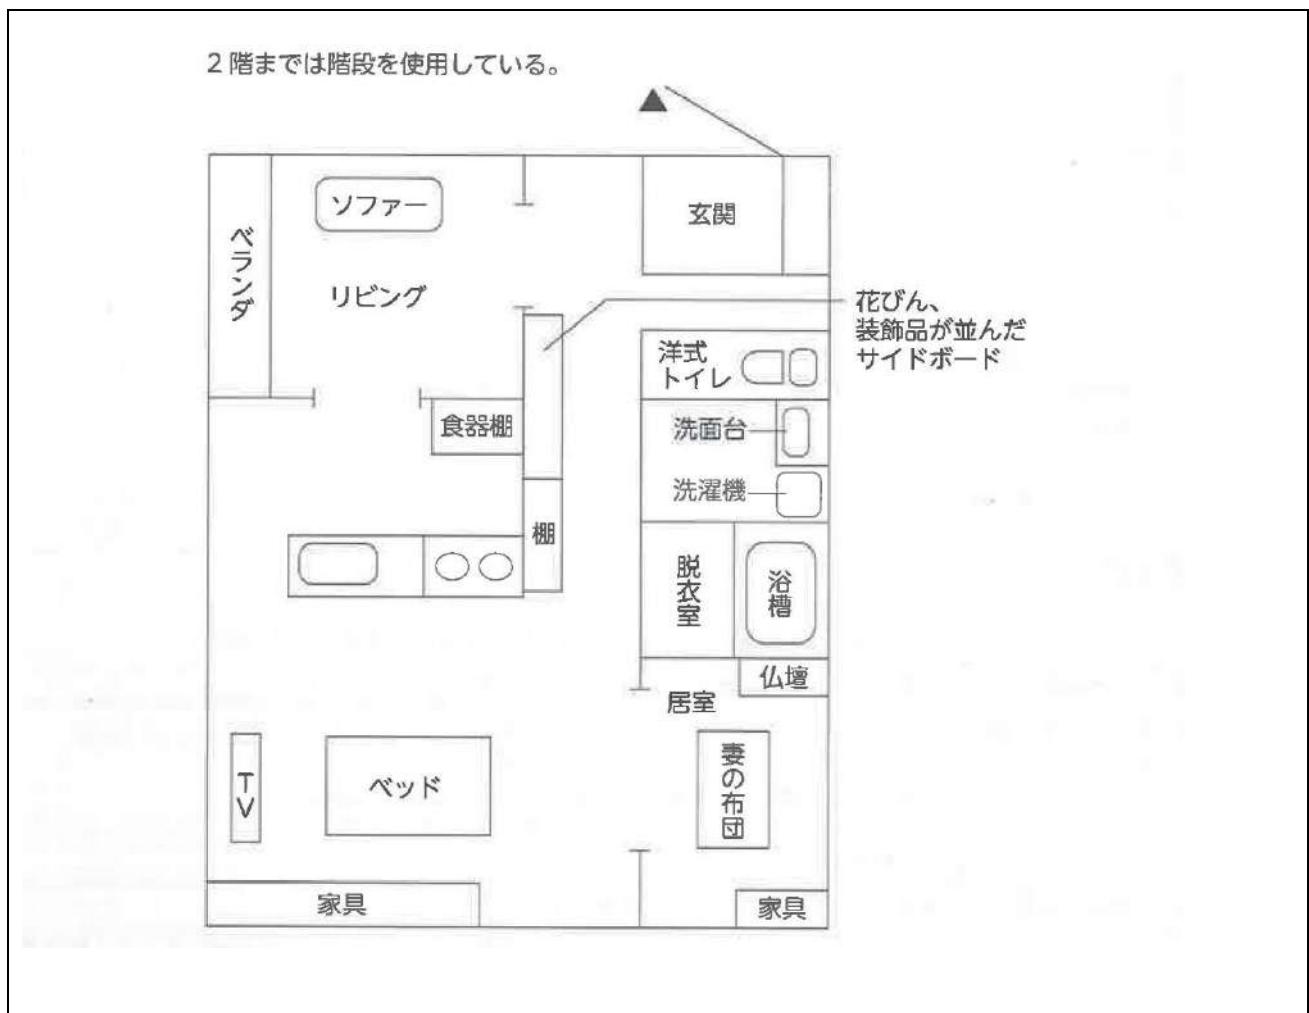 2階までは階段を使用している。
ソファー
玄関
ベランダ
リビング
花びん、
装飾品が並んだ
サイドボード
洋式
トイレ
食器棚
洗面台
洗濯機
棚
脱衣室
浴槽
仏壇
居室
妻の布団
TV
ベッド
家具
家具